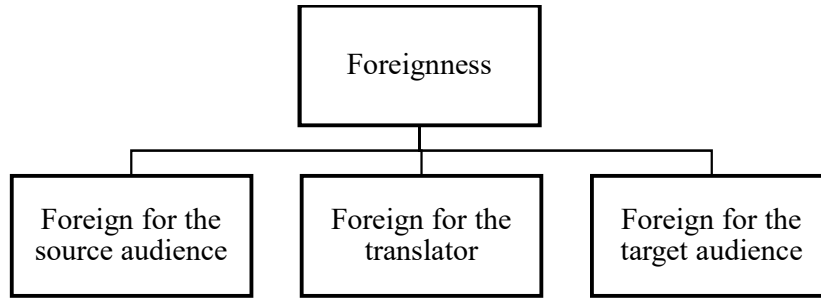 Foreignness
Foreign for the
source audience
Foreign for the
translator
Foreign for the
target audience